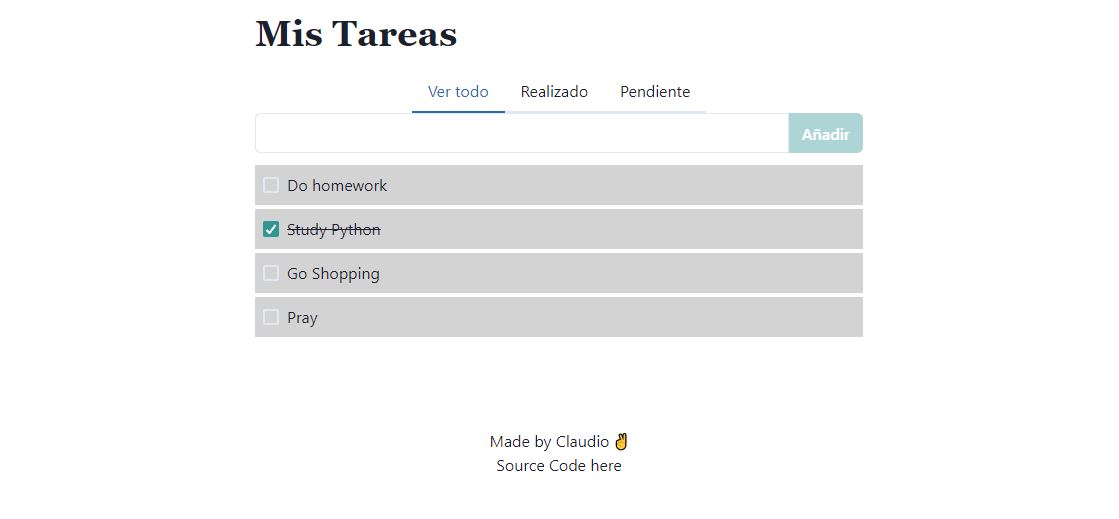 Mis Tareas
Ver todo Realizado Pendiente
Añadir
Do homework
Study Python
Go Shopping
Pray
Made by Claudio ✌
Source Code here